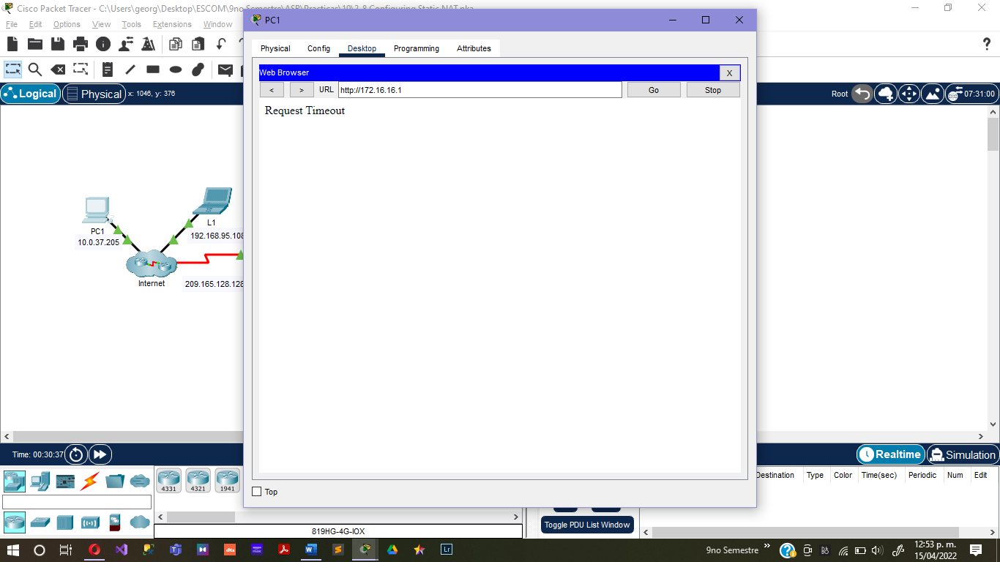 Cisco Packet Tracer - C:\Users\georg\Desktop\ESCOM\9no Semestre\ASR\Practicas\10\2.8 Configuring Static NAT.pka
File Edit Options View Tools Extensions Window
PC1
Physical Config Desktop Programming Attributes
Web Browser
X
< > URL http://172.16.16.1 Go Stop
Request Timeout
Logical Physical x: 1046, y: 376
Root 07:31:00
PC1
10.0.37.205
L1
192.168.95.108
Internet
209.165.128.128
Top
Time: 00:30:37
Realtime Simulation
4331 4321 1941
819HG-4G-IOX
Toggle PDU List Window
Destination Type Color Time(sec) Periodic Num Edit
dts
Lr
9no Semestre
12:53 p. m.
15/04/2022